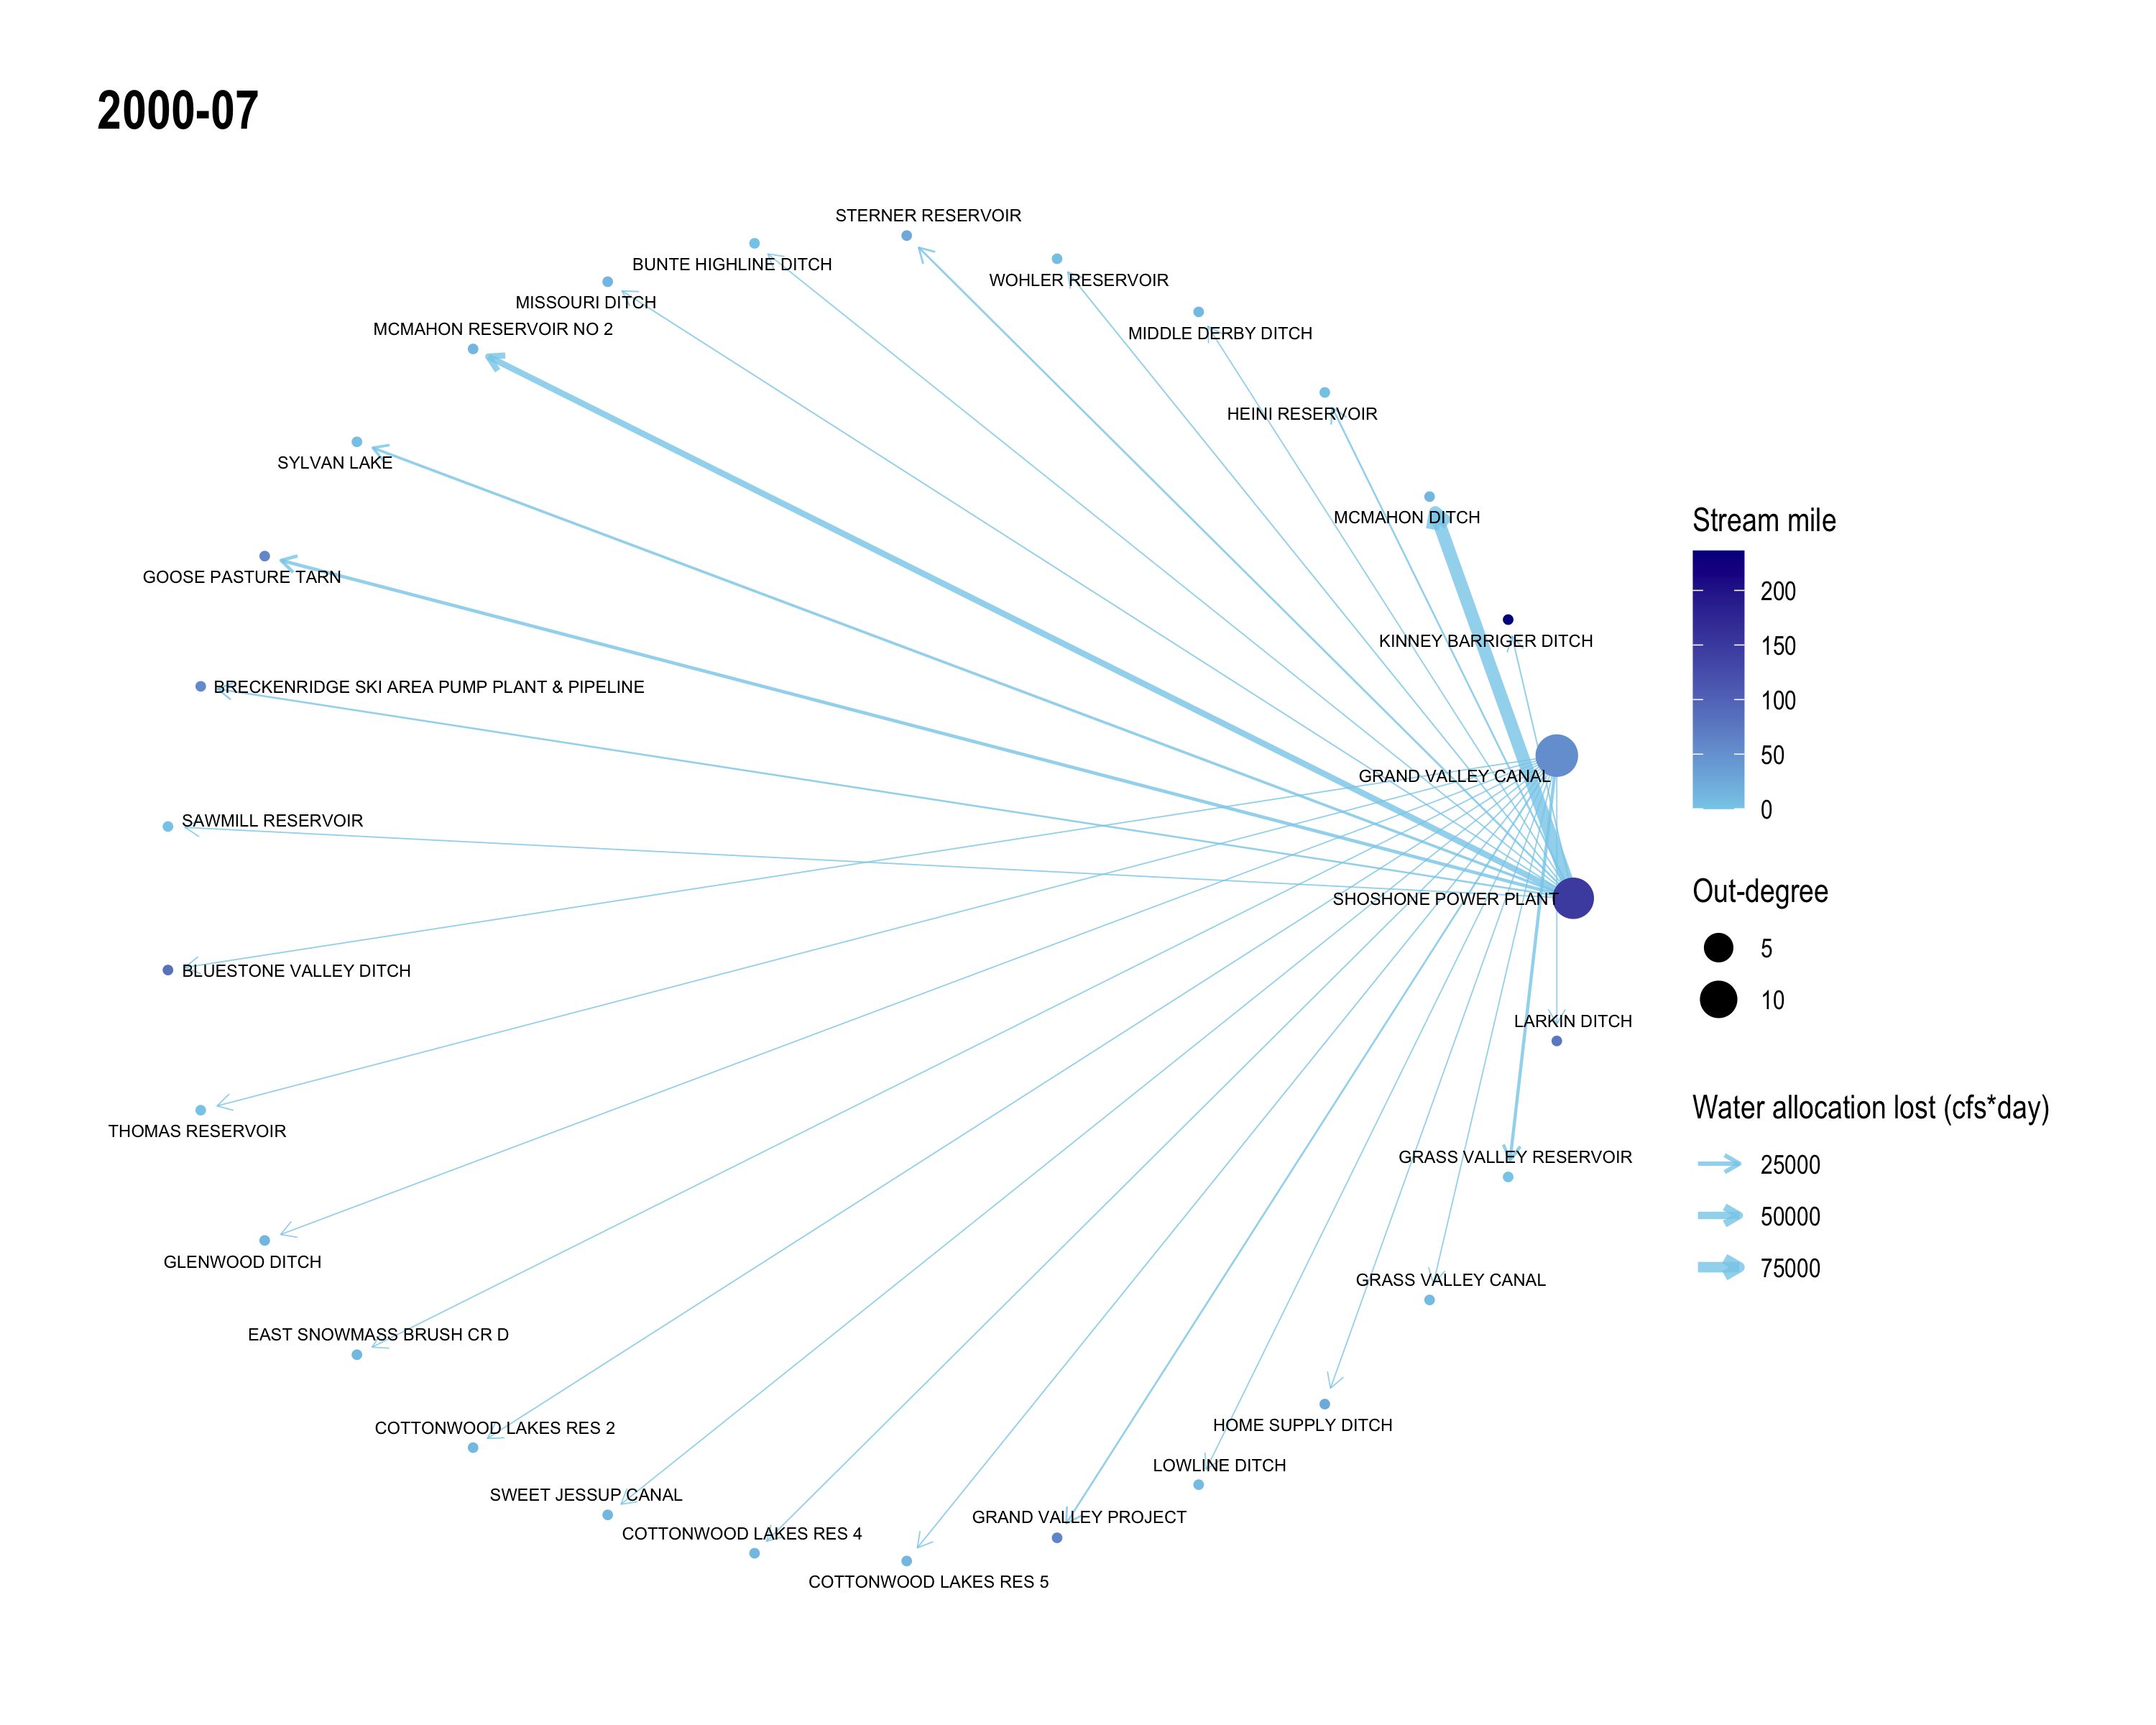 2000-07
STERNER RESERVOIR
BUNTE HIGHLINE DITCH
WOHLER RESERVOIR
MISSOURI DITCH
MCMAHON RESERVOIR NO 2
MIDDLE DERBY DITCH
HEINI RESERVOIR
SYLVAN LAKE
MCMAHON DITCH
GOOSE PASTURE TARN
KINNEY BARRIGER DITCH
BRECKENRIDGE SKI AREA PUMP PLANT & PIPELINE
GRAND VALLEY CANAL
SAWMILL RESERVOIR
SHOSHONE POWER PLANT
BLUESTONE VALLEY DITCH
LARKIN DITCH
THOMAS RESERVOIR
GRASS VALLEY RESERVOIR
GLENWOOD DITCH
GRASS VALLEY CANAL
EAST SNOWMASS BRUSH CR D
COTTONWOOD LAKES RES 2
HOME SUPPLY DITCH
LOWLINE DITCH
SWEET JESSUP CANAL
GRAND VALLEY PROJECT
COTTONWOOD LAKES RES 4
COTTONWOOD LAKES RES 5
Stream mile
200
150
100
50
0
Out-degree
5
10
Water allocation lost (cfs*day)
25000
50000
75000